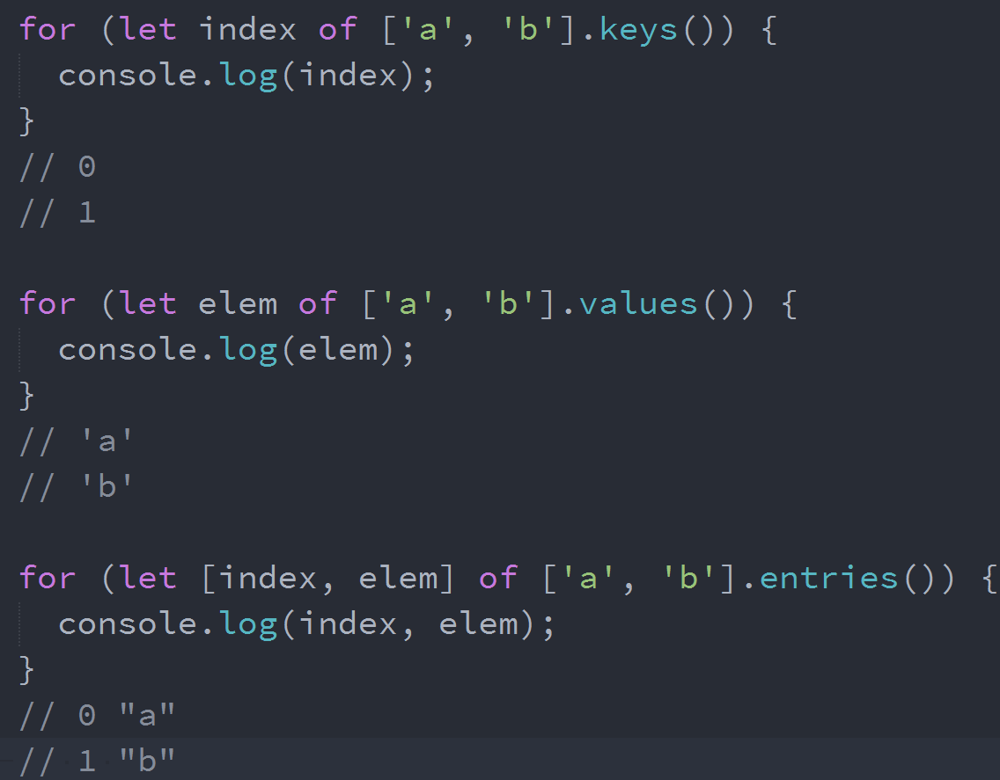 for (let index of ['a', 'b'].keys()) {
  console.log(index);
}
// 0
// 1

for (let elem of ['a', 'b'].values()) {
  console.log(elem);
}
// 'a'
// 'b'

for (let [index, elem] of ['a', 'b'].entries()) {
  console.log(index, elem);
}
// 0 "a"
// 1 "b"